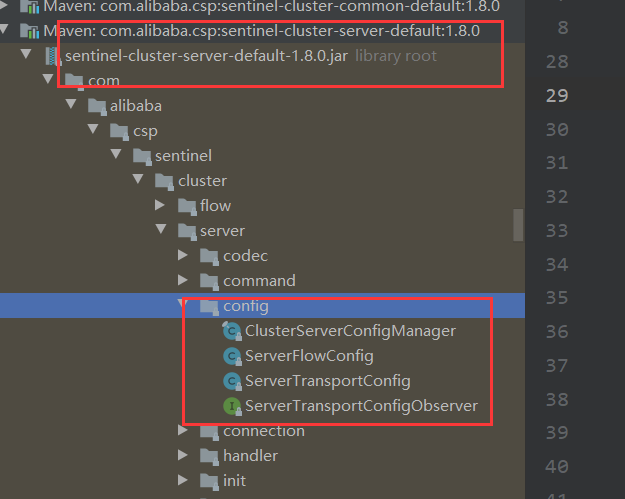 Maven: com.alibaba.csp:sentinel-cluster-common-default:1.8.0
8
Maven: com.alibaba.csp:sentinel-cluster-server-default:1.8.0
sentinel-cluster-server-default-1.8.0.jar library root
28
com
29
alibaba
csp
30
sentinel
31
cluster
32
flow
server
33
codec
34
command
config
35
ClusterServerConfigManager
36
ServerFlowConfig
37
ServerTransportConfig
38
ServerTransportConfigObserver
connection
39
handler
40
init
41